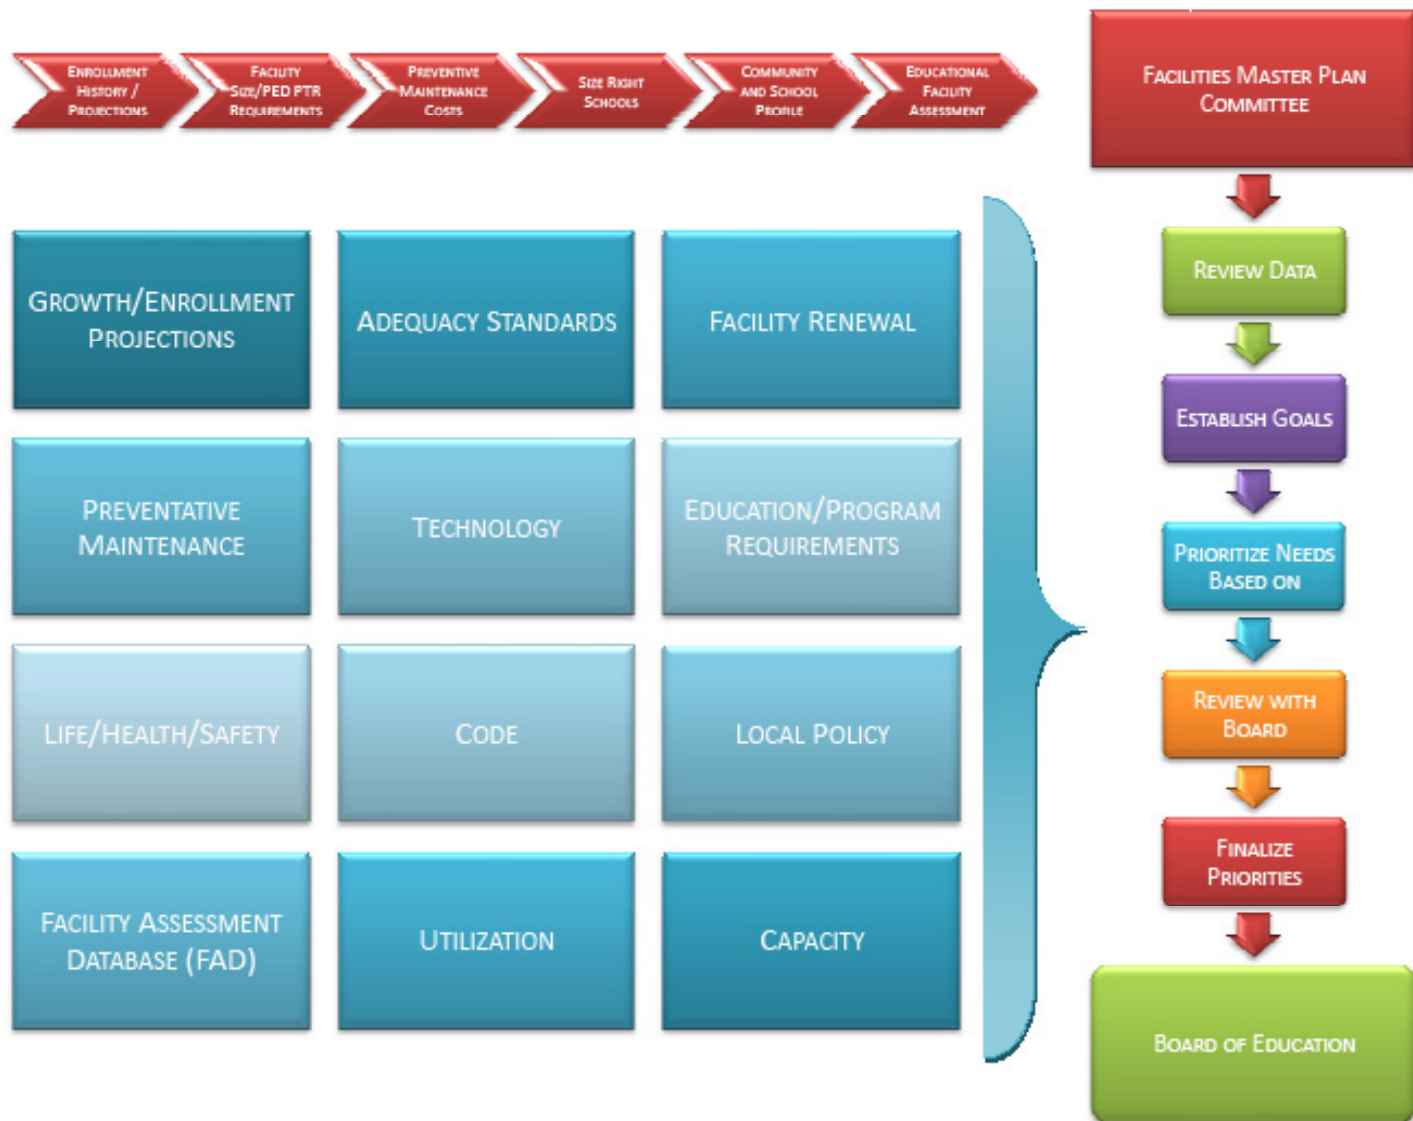 ENROLLMENT
HISTORY /
PROJECTIONS
FACILITY
SIZE/PED PTR
REQUIREMENTS
PREVENTIVE
MAINTENANCE
COSTS
SIZE RIGHT
SCHOOLS
COMMUNITY
AND SCHOOL
PROFILE
EDUCATIONAL
FACILITY
ASSESSMENT
GROWTH/ENROLLMENT
PROJECTIONS
ADEQUACY STANDARDS
FACILITY RENEWAL
PREVENTATIVE
MAINTENANCE
TECHNOLOGY
EDUCATION/PROGRAM
REQUIREMENTS
LIFE/HEALTH/SAFETY
CODE
LOCAL POLICY
FACILITY ASSESSMENT
DATABASE (FAD)
UTILIZATION
CAPACITY
FACILITIES MASTER PLAN
COMMITTEE
REVIEW DATA
ESTABLISH GOALS
PRIORITIZE NEEDS
BASED ON
REVIEW WITH
BOARD
FINALIZE
PRIORITIES
BOARD OF EDUCATION